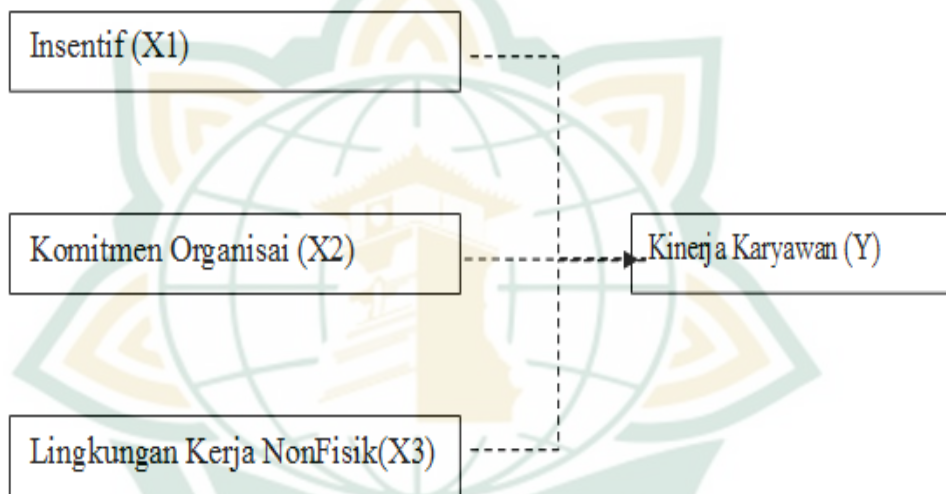 Insentif (X1)
Komitmen Organisai (X2)
Kinerja Karyawan (Y)
Lingkungan Kerja NonFisik(X3)